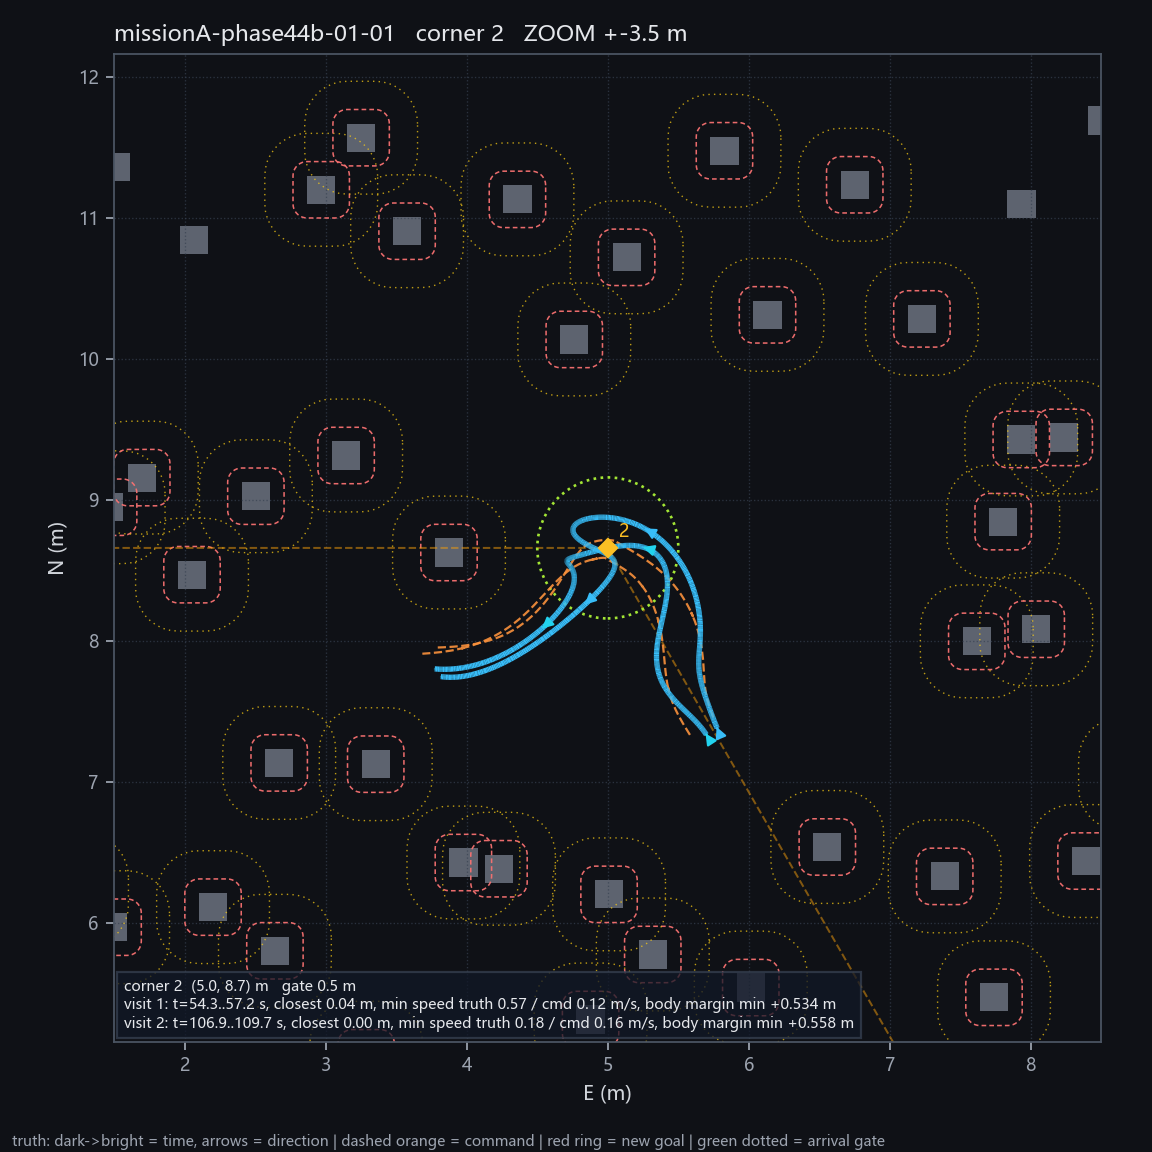 missionA-phase44b-01-01   corner 2   ZOOM +-3.5 m
12
11
10
9
8
7
6
N (m)
2
corner 2  (5.0, 8.7) m   gate 0.5 m
visit 1: t=54.3..57.2 s, closest 0.04 m, min speed truth 0.57 / cmd 0.12 m/s, body margin min +0.534 m
visit 2: t=106.9..109.7 s, closest 0.00 m, min speed truth 0.18 / cmd 0.16 m/s, body margin min +0.558 m
2 3 4 5 6 7 8
E (m)
truth: dark->bright = time, arrows = direction | dashed orange = command | red ring = new goal | green dotted = arrival gate